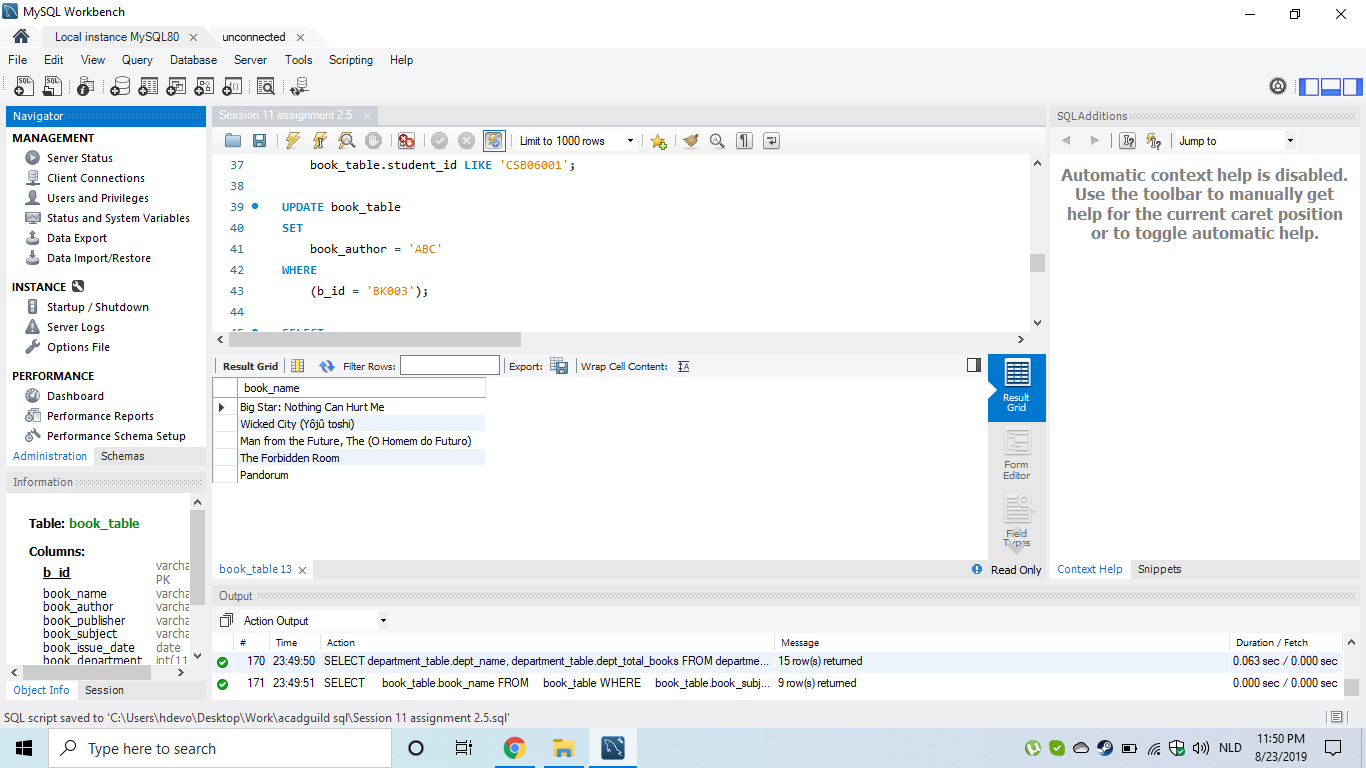 MySQL Workbench
Local instance MySQL80
unconnected
File Edit View Query Database Server Tools Scripting Help
Navigator
MANAGEMENT
Server Status
Client Connections
Users and Privileges
Status and System Variables
Data Export
Data Import/Restore
INSTANCE
Startup / Shutdown
Server Logs
Options File
PERFORMANCE
Dashboard
Performance Reports
Performance Schema Setup
Administration Schemas
Information
Table: book_table
Columns:
b_id varcha
PK
book_name varcha
book_author varcha
book_publisher varcha
book_subject varcha
book_issue_date date
book_department int(11
Object Info Session
Session 11 assignment 2.5
Limit to 1000 rows
37 book_table.student_id LIKE 'CSB06001';
38
39 UPDATE book_table
40 SET
41 book_author = 'ABC'
42 WHERE
43 (b_id = 'BK003');
44
45 SELECT
Result Grid Filter Rows: Export: Wrap Cell Content:
book_name
Big Star: Nothing Can Hurt Me
Wicked City (Yôjû toshi)
Man from the Future, The (O Homem do Futuro)
The Forbidden Room
Pandorum
Result
Grid
Form
Editor
Field
Types
book_table 13
Read Only
SQLAdditions
Jump to
Automatic context help is disabled.
Use the toolbar to manually get
help for the current caret position
or to toggle automatic help.
Context Help Snippets
Output
Action Output
# Time Action Message Duration / Fetch
170 23:49:50 SELECT department_table.dept_name, department_table.dept_total_books FROM departme... 15 row(s) returned 0.063 sec / 0.000 sec
171 23:49:51 SELECT book_table.book_name FROM book_table WHERE book_table.book_subj... 9 row(s) returned 0.000 sec / 0.000 sec
SQL script saved to 'C:\Users\hdevo\Desktop\Work\acadguild sql\Session 11 assignment 2.5.sql'
Type here to search
NLD
11:50 PM
8/23/2019